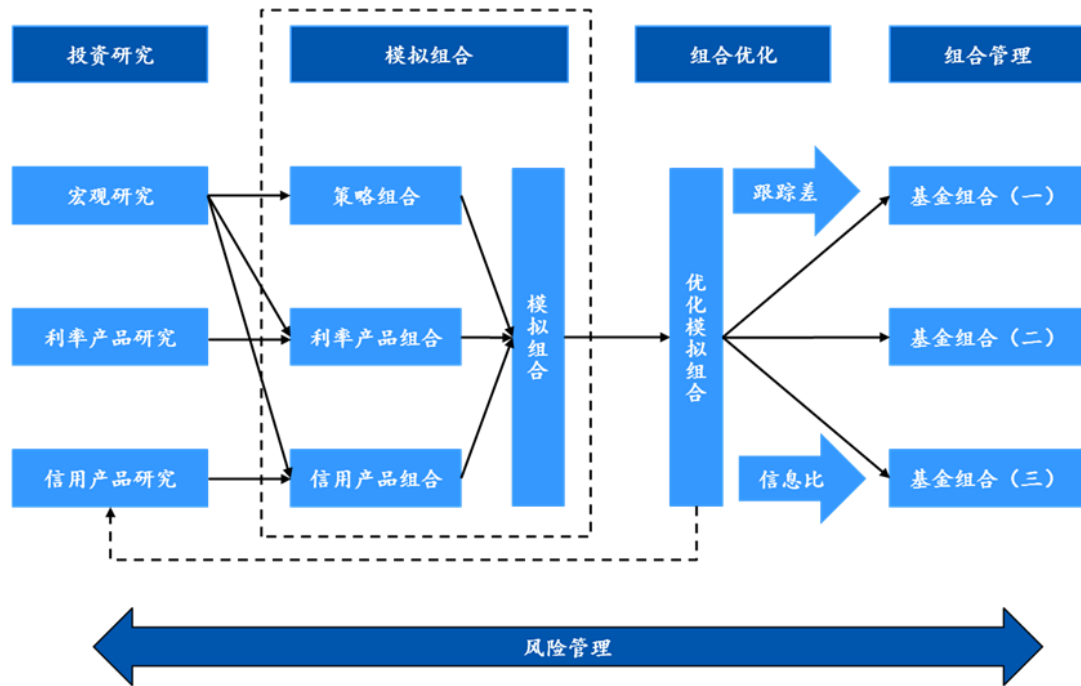 投资研究
模拟组合
组合优化
组合管理
宏观研究
策略组合
跟踪差
基金组合（一）
利率产品研究
利率产品组合
模拟组合
优化模拟组合
基金组合（二）
信用产品研究
信用产品组合
信息比
基金组合（三）
风险管理